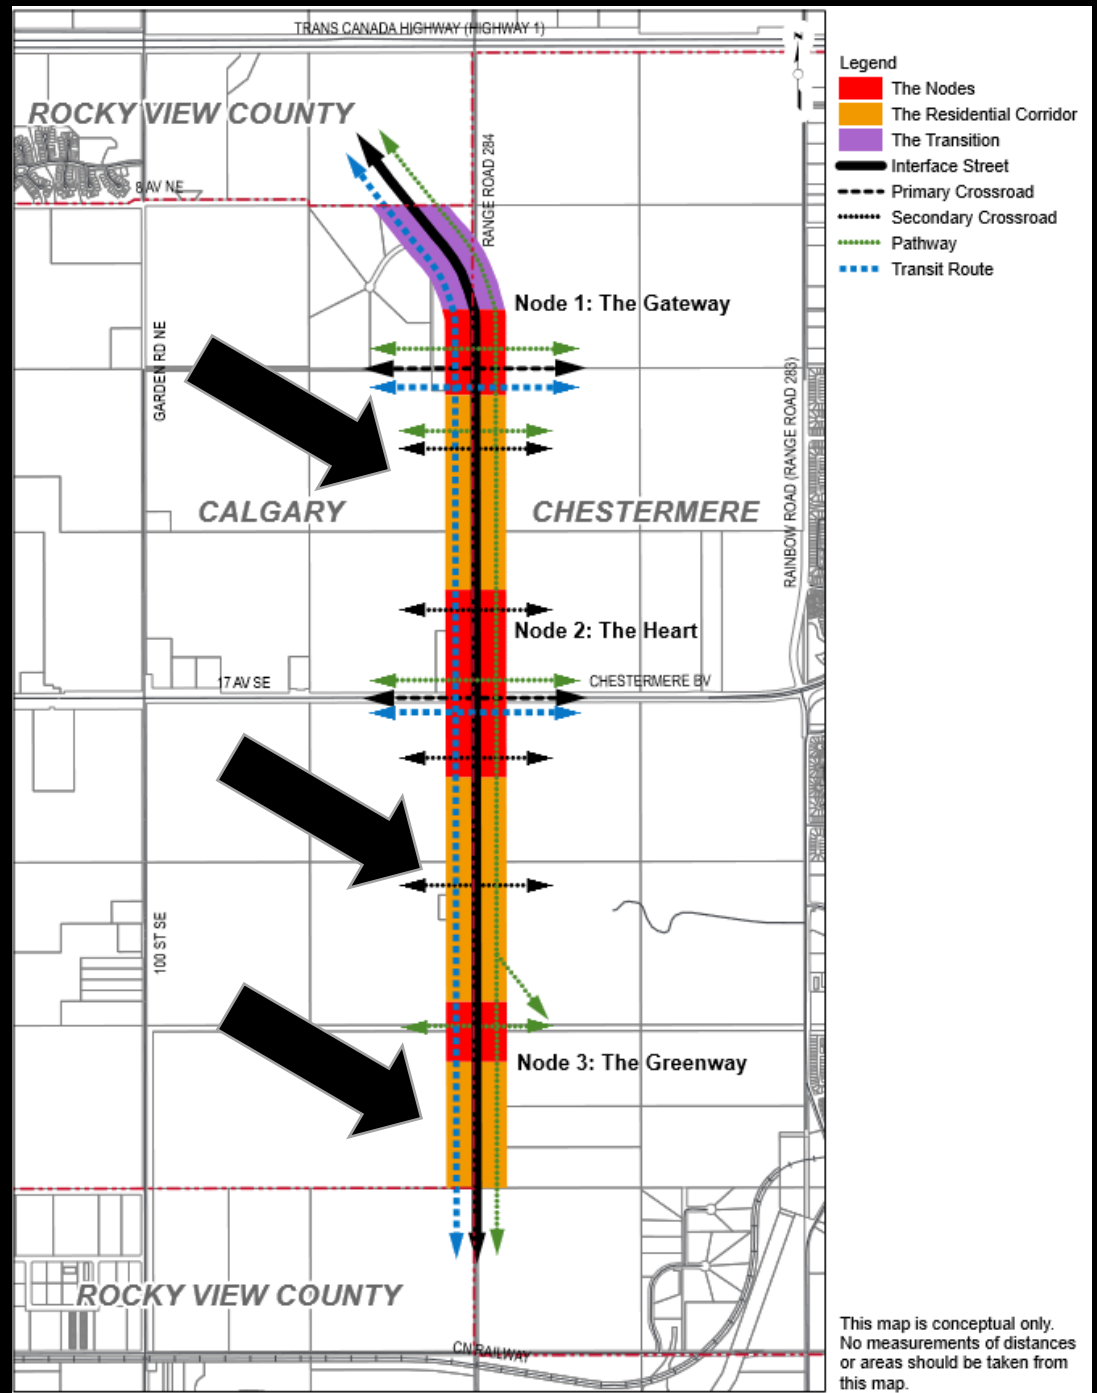 TRANS CANADA HIGHWAY (HIGHWAY 1)
N
Legend
The Nodes
The Residential Corridor
The Transition
Interface Street
Primary Crossroad
Secondary Crossroad
Pathway
Transit Route
ROCKY VIEW COUNTY
8 AV NE
RANGE ROAD 284
Node 1: The Gateway
GARDEN RD NE
RAINBOW ROAD (RANGE ROAD 283)
CALGARY
CHESTERMERE
Node 2: The Heart
17 AV SE
CHESTERMERE BV
100 ST SE
Node 3: The Greenway
ROCKY VIEW COUNTY
CN RAILWAY
This map is conceptual only.
No measurements of distances
or areas should be taken from
this map.